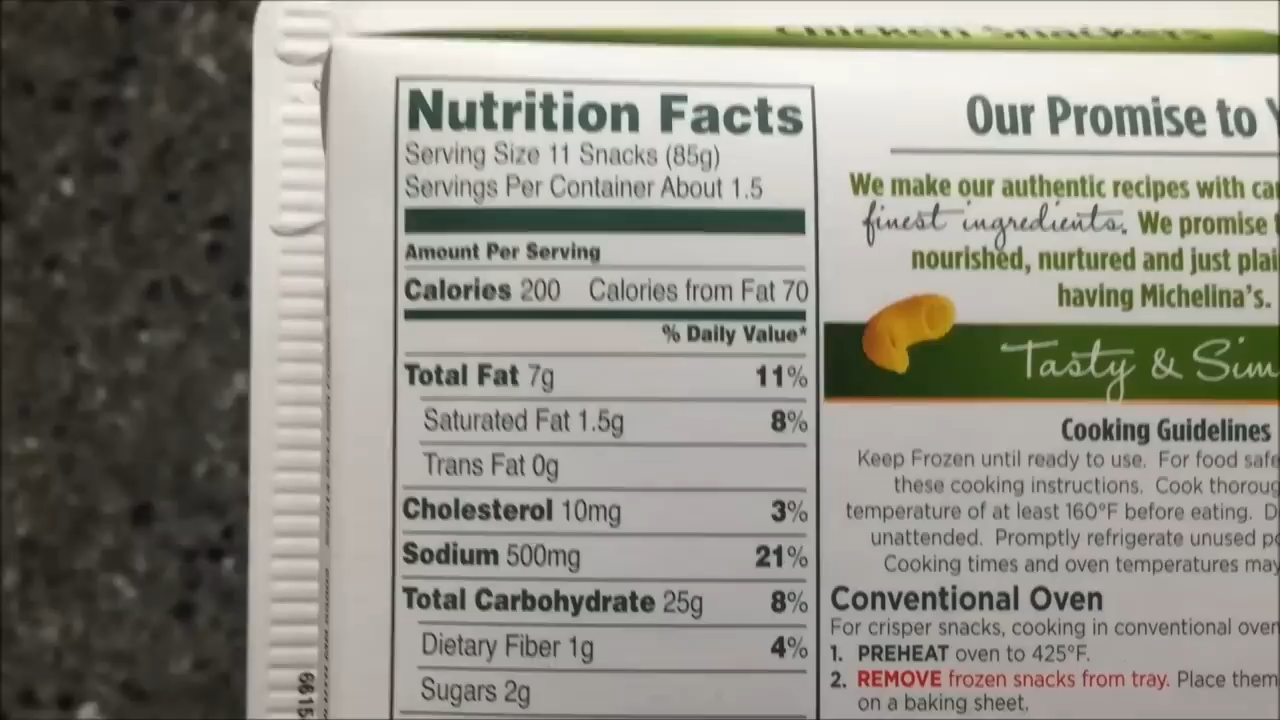 Chicken Snackers
Nutrition Facts
Serving Size 11 Snacks (85g)
Servings Per Container About 1.5
Amount Per Serving
Calories 200 Calories from Fat 70
% Daily Value*
Total Fat 7g 11%
Saturated Fat 1.5g 8%
Trans Fat 0g
Cholesterol 10mg 3%
Sodium 500mg 21%
Total Carbohydrate 25g 8%
Dietary Fiber 1g 4%
Sugars 2g
Our Promise to
We make our authentic recipes with
finest ingredients. We promise
nourished, nurtured and just
having Michelina's.
Tasty &
Cooking Guidelines
Keep Frozen until ready to use. For food
these cooking instructions. Cook
temperature of at least 160°F before eating.
unattended. Promptly refrigerate unused
Cooking times and oven temperatures may
Conventional Oven
For crisper snacks, cooking in conventional oven
1. PREHEAT oven to 425°F.
2. REMOVE frozen snacks from tray. Place them
on a baking sheet.
6615